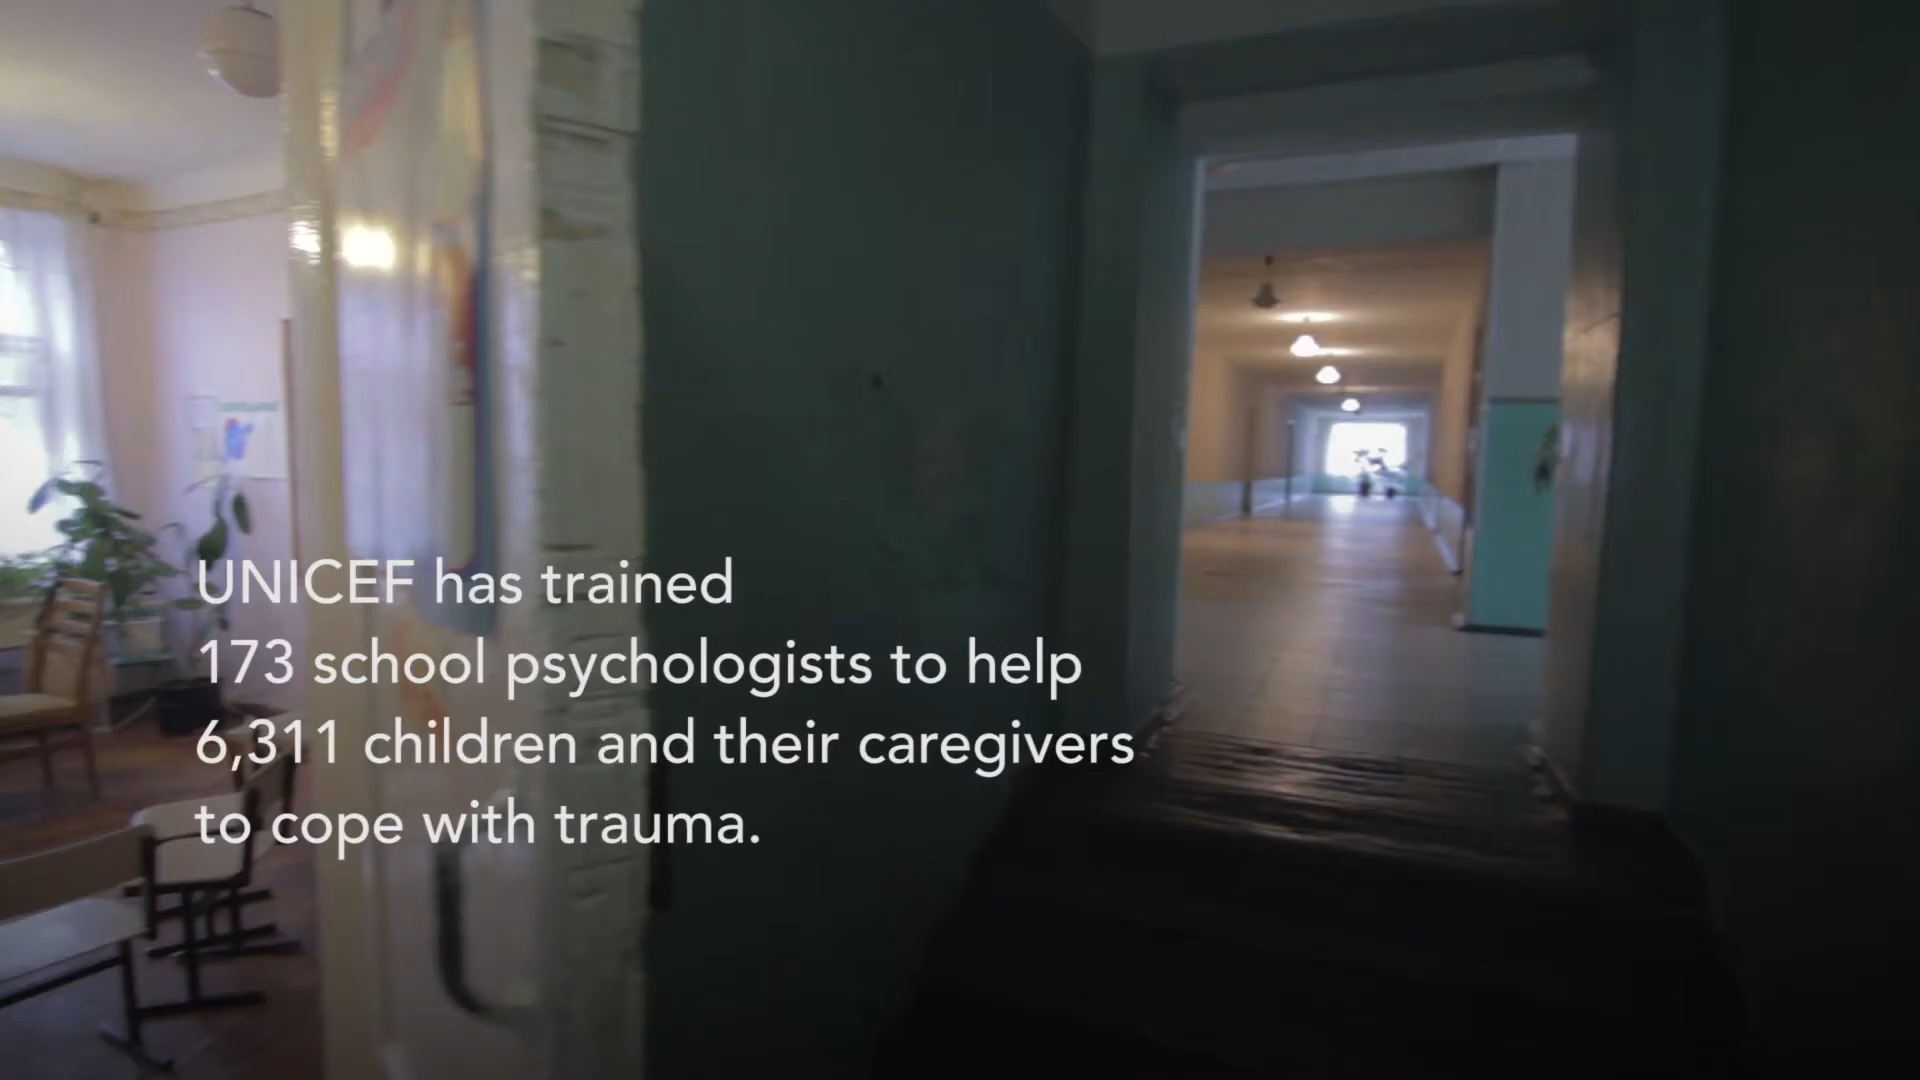 UNICEF has trained
173 school psychologists to help
6,311 children and their caregivers
to cope with trauma.